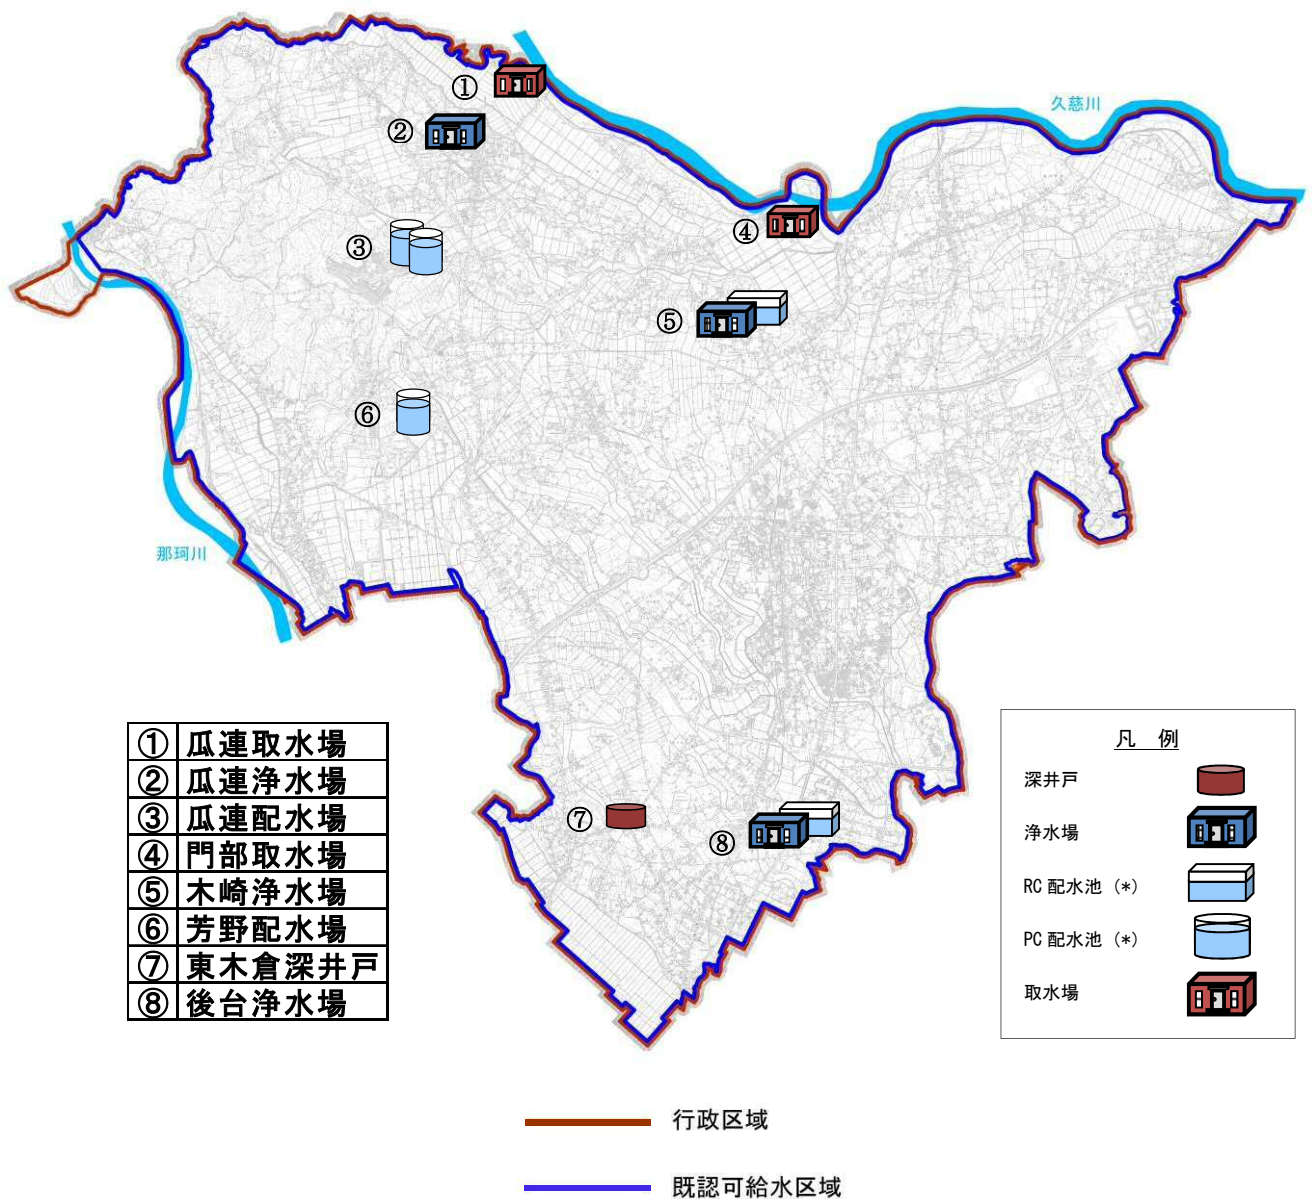 ①
②
久慈川
③
④
⑤
⑥
那珂川
⑦
⑧
① 瓜連取水場
② 瓜連浄水場
③ 瓜連配水場
④ 門部取水場
⑤ 木崎浄水場
⑥ 芳野配水場
⑦ 東木倉深井戸
⑧ 後台浄水場
凡 例
深井戸
浄水場
RC 配水池 (*)
PC 配水池 (*)
取水場
行政区域
既認可給水区域